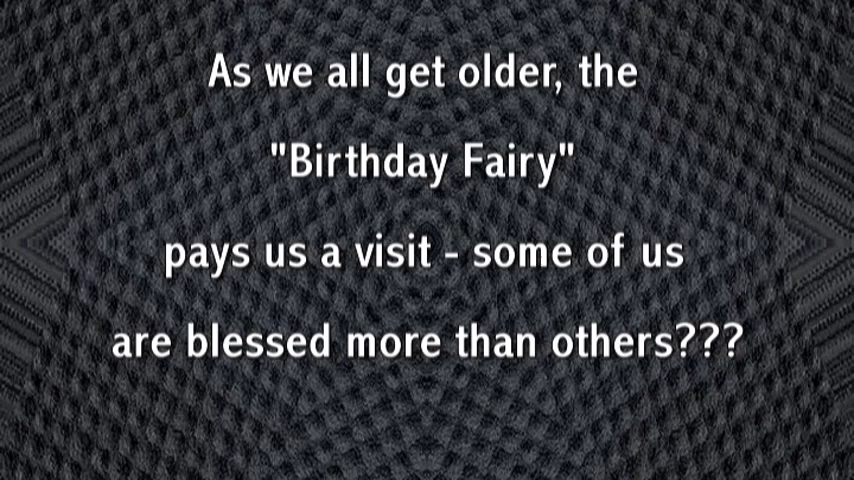 As we all get older, the
"Birthday Fairy"
pays us a visit - some of us
are blessed more than others???